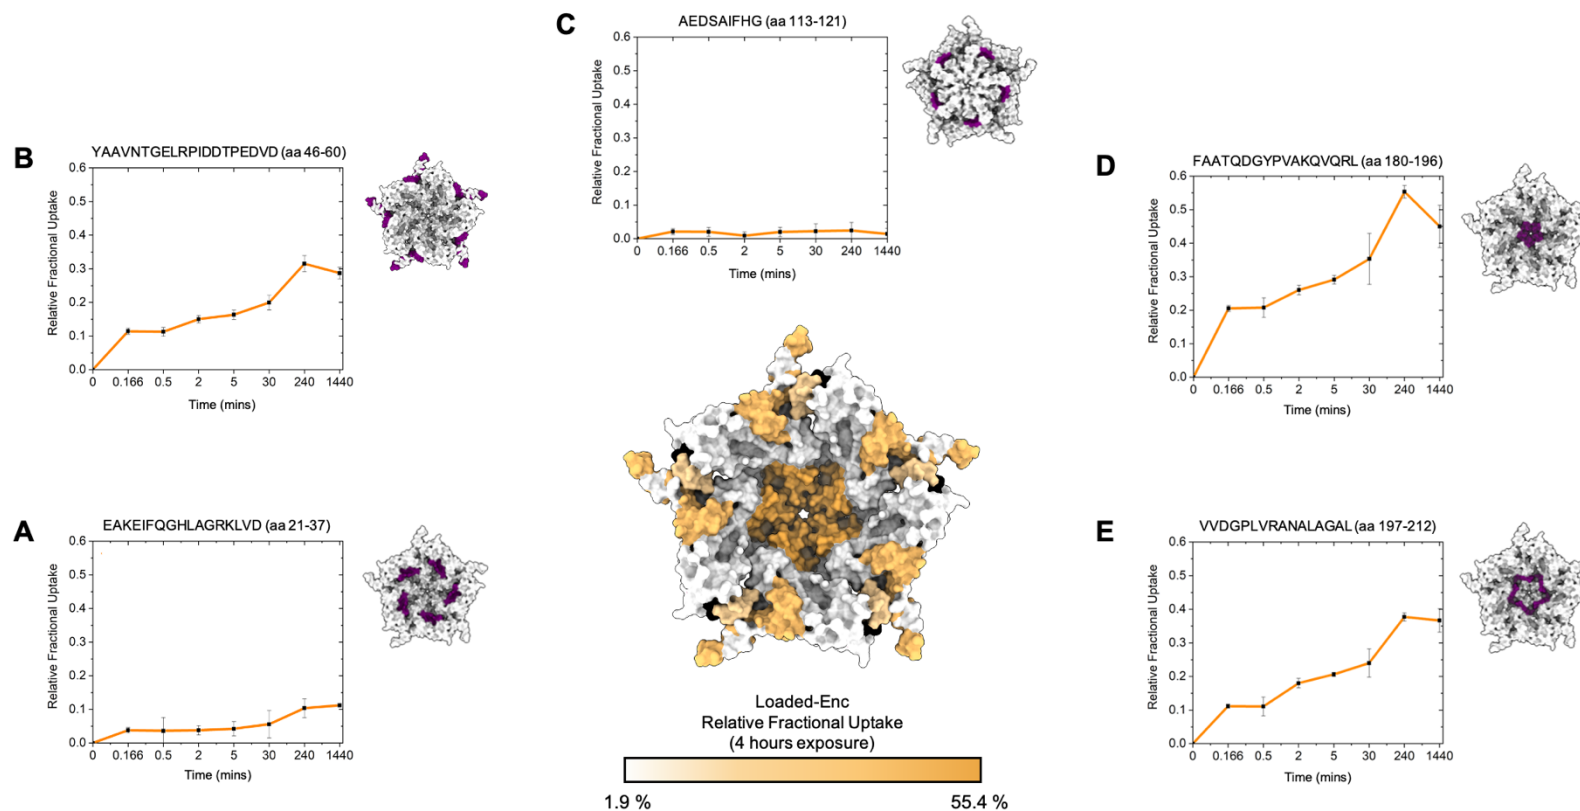 C
AEDSAIFHG (aa 113-121)
Relative Fractional Uptake
0.6
0.5
0.4
0.3
0.2
0.1
0.0
0 0.166 0.5 2 5 30 240 1440
Time (mins)
B
YAAVNTGELRPIDDTPEDVD (aa 46-60)
Relative Fractional Uptake
0.6
0.5
0.4
0.3
0.2
0.1
0.0
0 0.166 0.5 2 5 30 240 1440
Time (mins)
D
FAATQDGYPVAKQVQRL (aa 180-196)
Relative Fractional Uptake
0.6
0.5
0.4
0.3
0.2
0.1
0.0
0 0.166 0.5 2 5 30 240 1440
Time (mins)
A
EAKEIFQGHLAGRKLVD (aa 21-37)
Relative Fractional Uptake
0.6
0.5
0.4
0.3
0.2
0.1
0.0
0 0.166 0.5 2 5 30 240 1440
Time (mins)
E
VVDGPLVRANALAGAL (aa 197-212)
Relative Fractional Uptake
0.6
0.5
0.4
0.3
0.2
0.1
0.0
0 0.166 0.5 2 5 30 240 1440
Time (mins)
Loaded-Enc
Relative Fractional Uptake
(4 hours exposure)
1.9 % 55.4 %